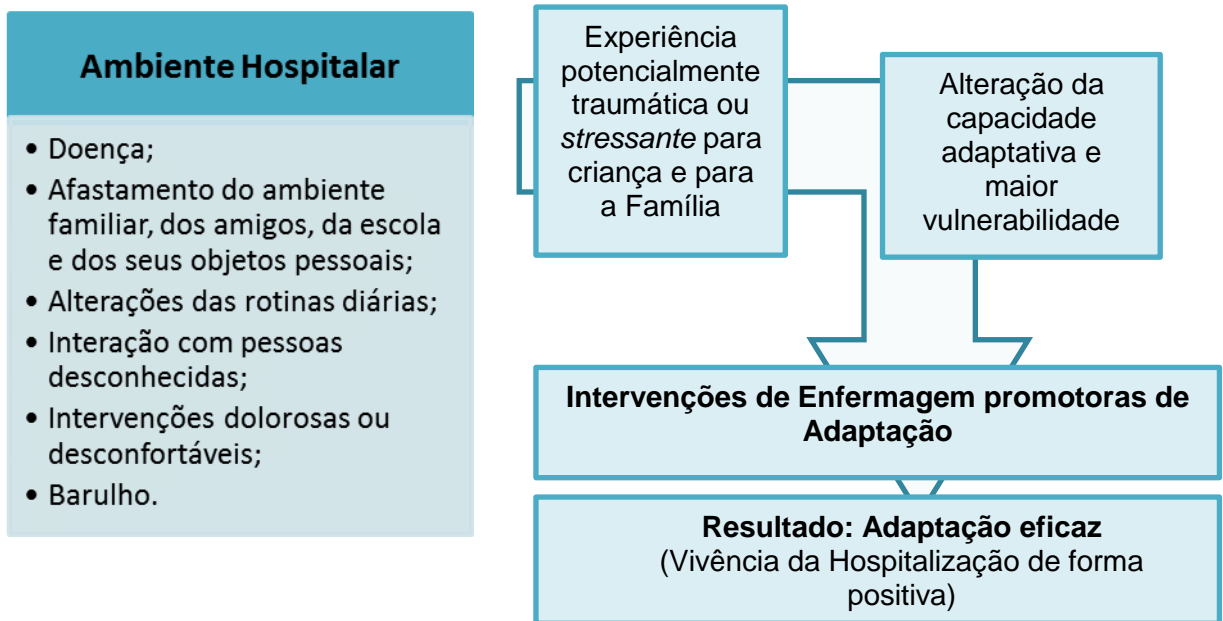 Ambiente Hospitalar
• Doença;
• Afastamento do ambiente
familiar, dos amigos, da escola
e dos seus objetos pessoais;
• Alterações das rotinas diárias;
• Interação com pessoas
desconhecidas;
• Intervenções dolorosas ou
desconfortáveis;
• Barulho.
Experiência
potencialmente
traumática ou
stressante para
criança e para
a Família
Alteração da
capacidade
adaptativa e
maior
vulnerabilidade
Intervenções de Enfermagem promotoras de
Adaptação
Resultado: Adaptação eficaz
(Vivência da Hospitalização de forma
positiva)